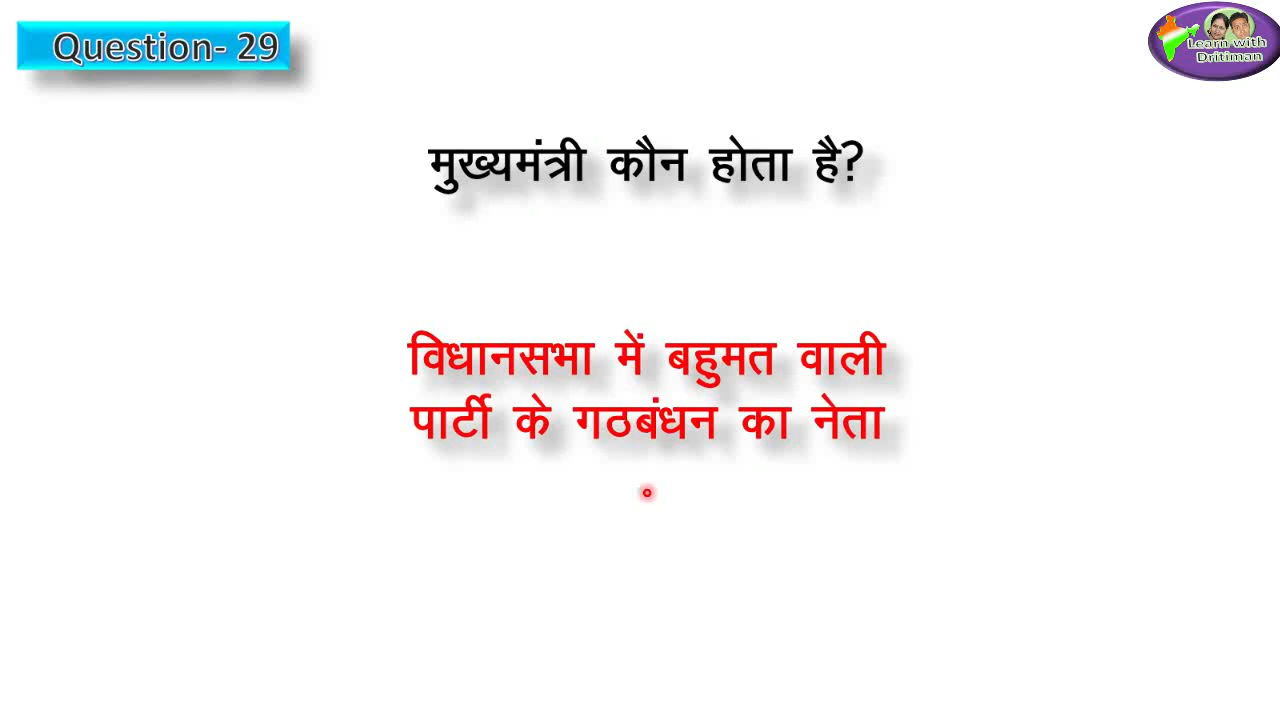 Question- 29
Learn with
Dritiman
मुख्यमंत्री कौन होता है?
विधानसभा में बहुमत वाली
पार्टी के गठबंधन का नेता